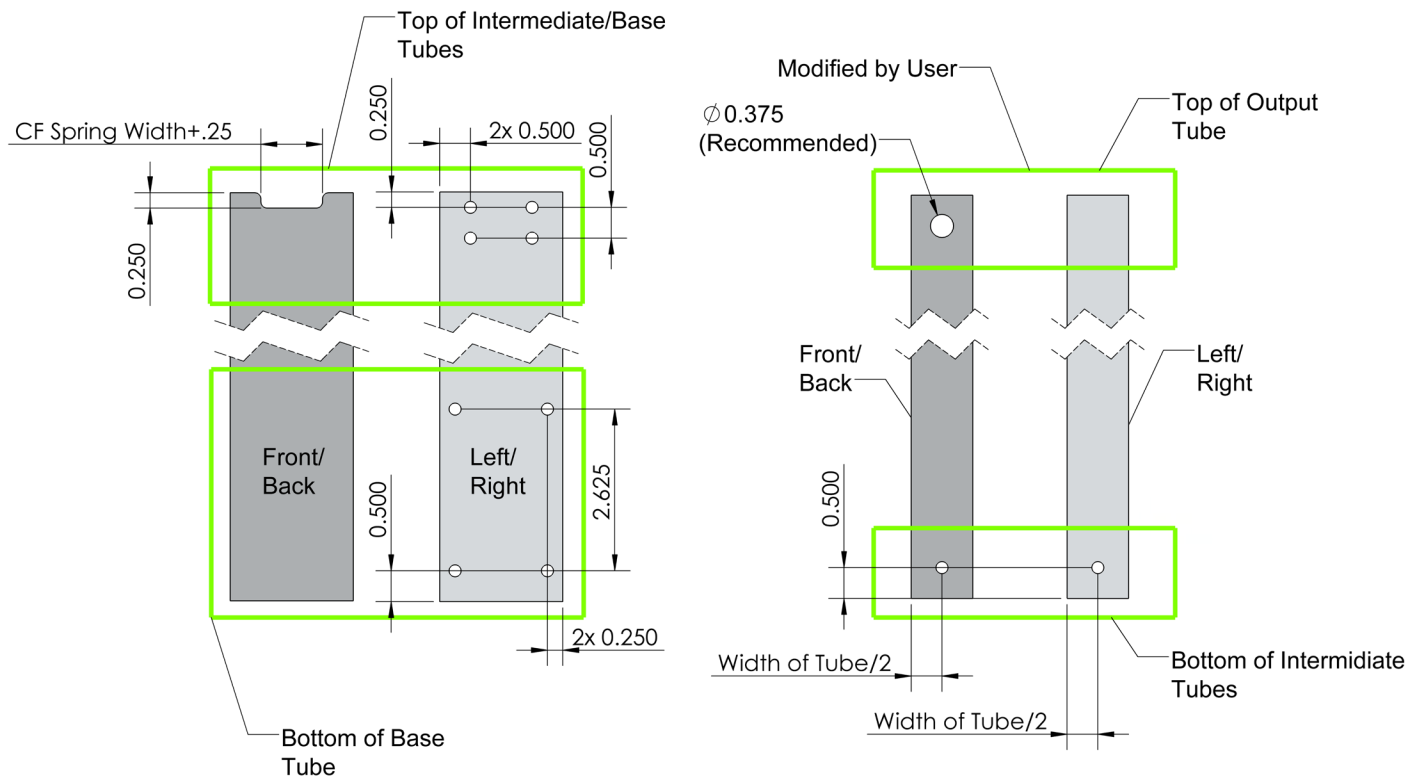 Top of Intermediate/Base
Tubes
CF Spring Width+.25
0.250
2x 0.500
0.500
0.250
Front/
Back
Left/
Right
0.500
2.625
2x 0.250
Bottom of Base
Tube
Modified by User
∅0.375
(Recommended)
Top of Output
Tube
Front/
Back
Left/
Right
0.500
Width of Tube/2
Width of Tube/2
Bottom of Intermidiate
Tubes